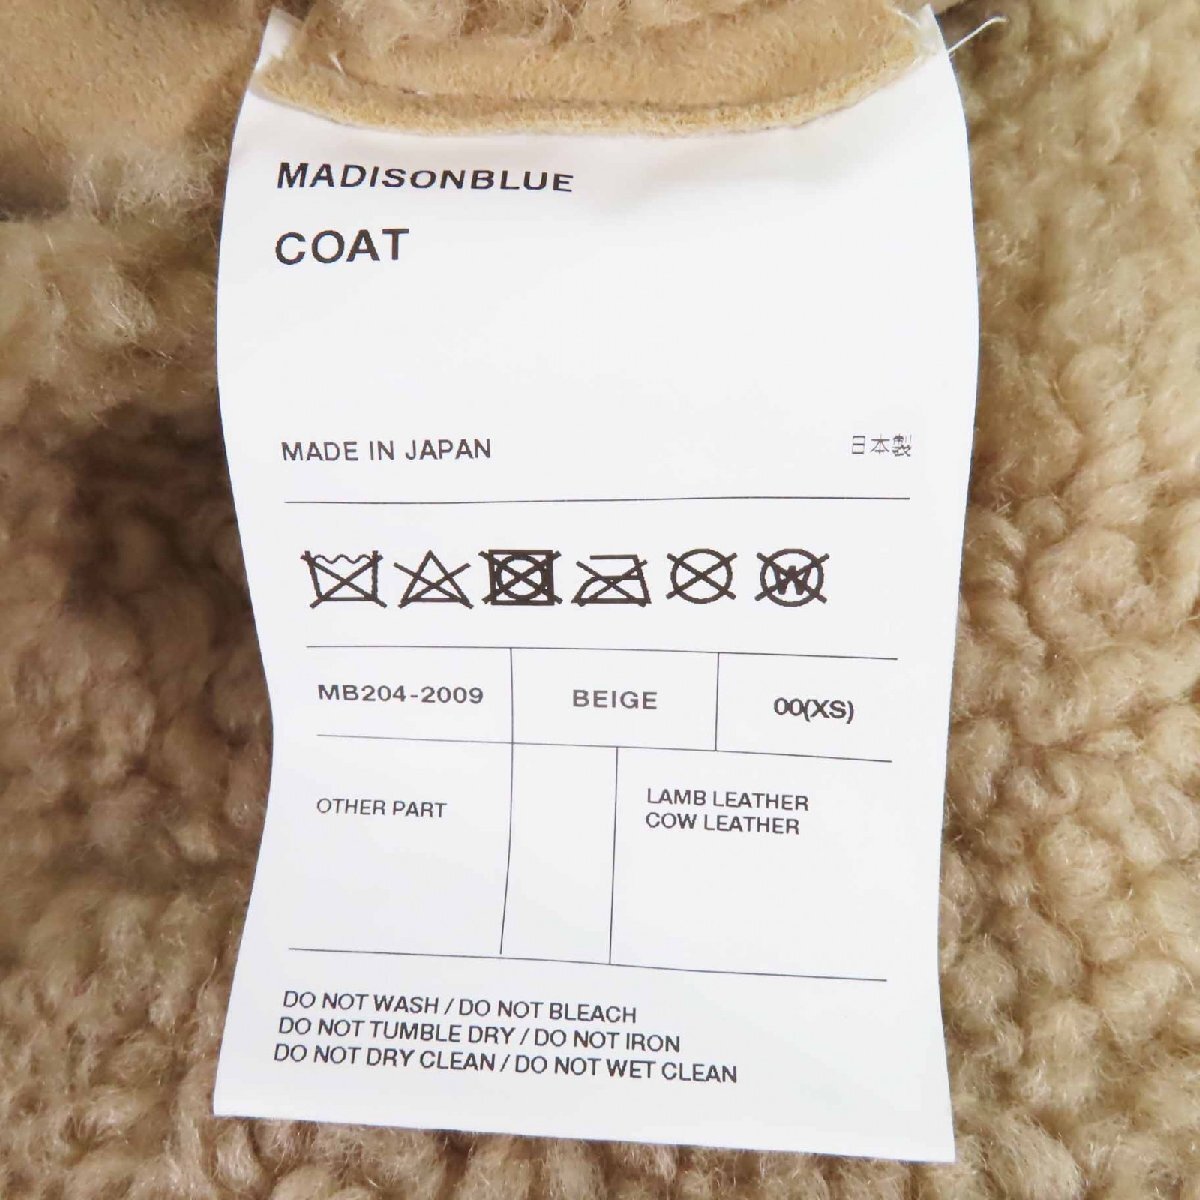 MADISONBLUE
COAT
MADE IN JAPAN 日本製
W
MB204-2009 BEIGE 00(XS)
OTHER PART LAMB LEATHER
COW LEATHER
DO NOT WASH / DO NOT BLEACH
DO NOT TUMBLE DRY / DO NOT IRON
DO NOT DRY CLEAN / DO NOT WET CLEAN